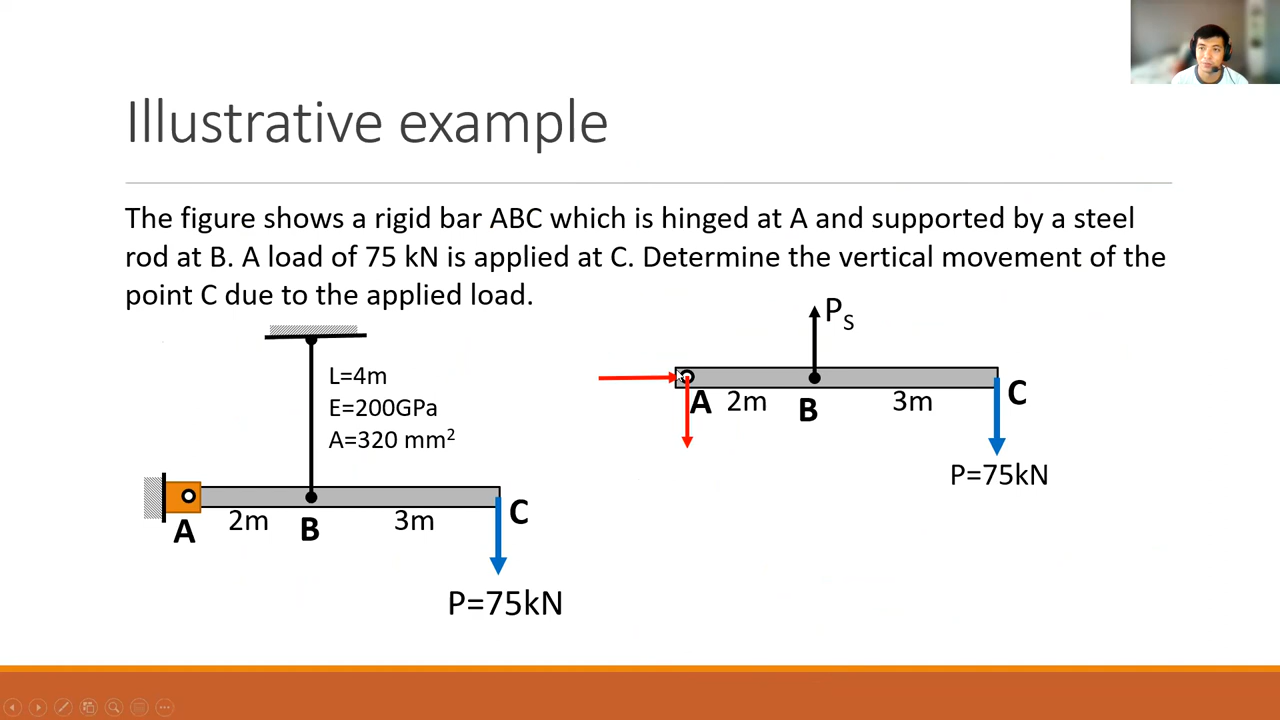 Illustrative example
The figure shows a rigid bar ABC which is hinged at A and supported by a steel
rod at B. A load of 75 kN is applied at C. Determine the vertical movement of the
point C due to the applied load.
L=4m
E=200GPa
A=320 mm²
A
2m
B
3m
C
P=75kN
P_S
A
2m
B
3m
C
P=75kN